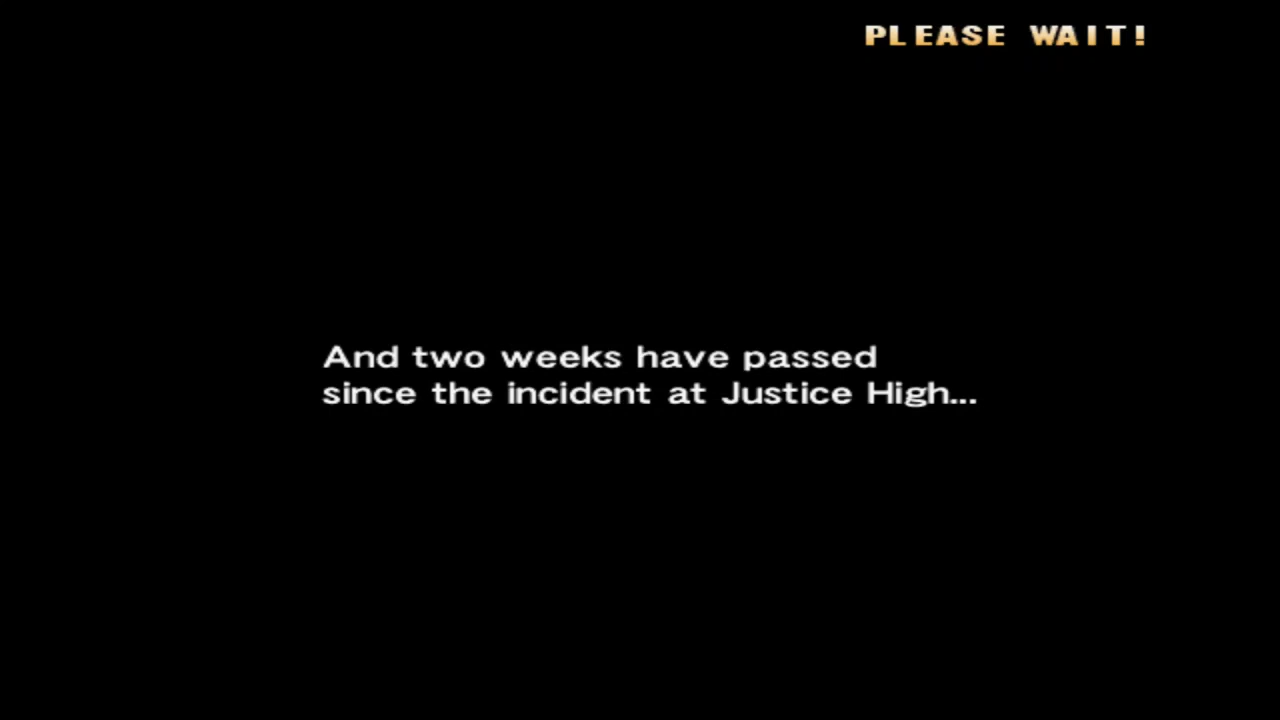 PLEASE WAIT!
And two weeks have passed
since the incident at Justice High...